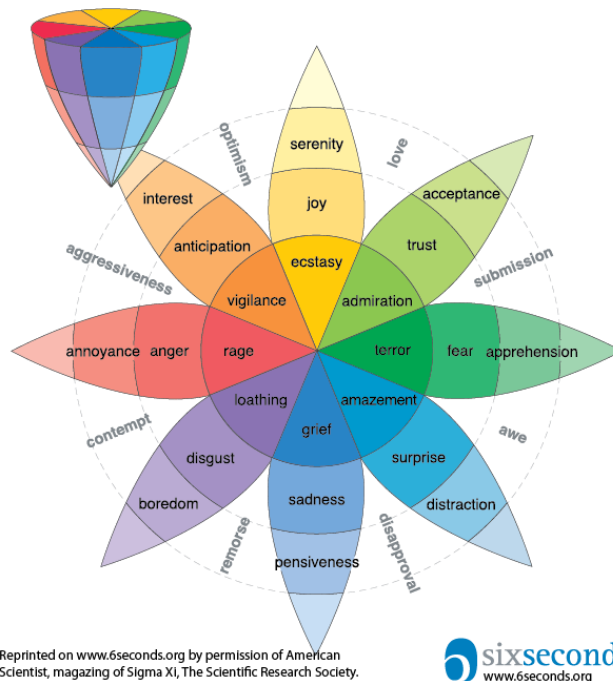 optimism
serenity
love
interest
joy
acceptance
anticipation
trust
aggressiveness
ecstasy
submission
vigilance
admiration
annoyance
anger
rage
terror
fear
apprehension
loathing
amazement
contempt
grief
awe
disgust
surprise
boredom
sadness
distraction
remorse
pensiveness
disapproval
Reprinted on www.6seconds.org by permission of American
Scientist, magazing of Sigma Xi, The Scientific Research Society.
sixsecond
www.6seconds.org